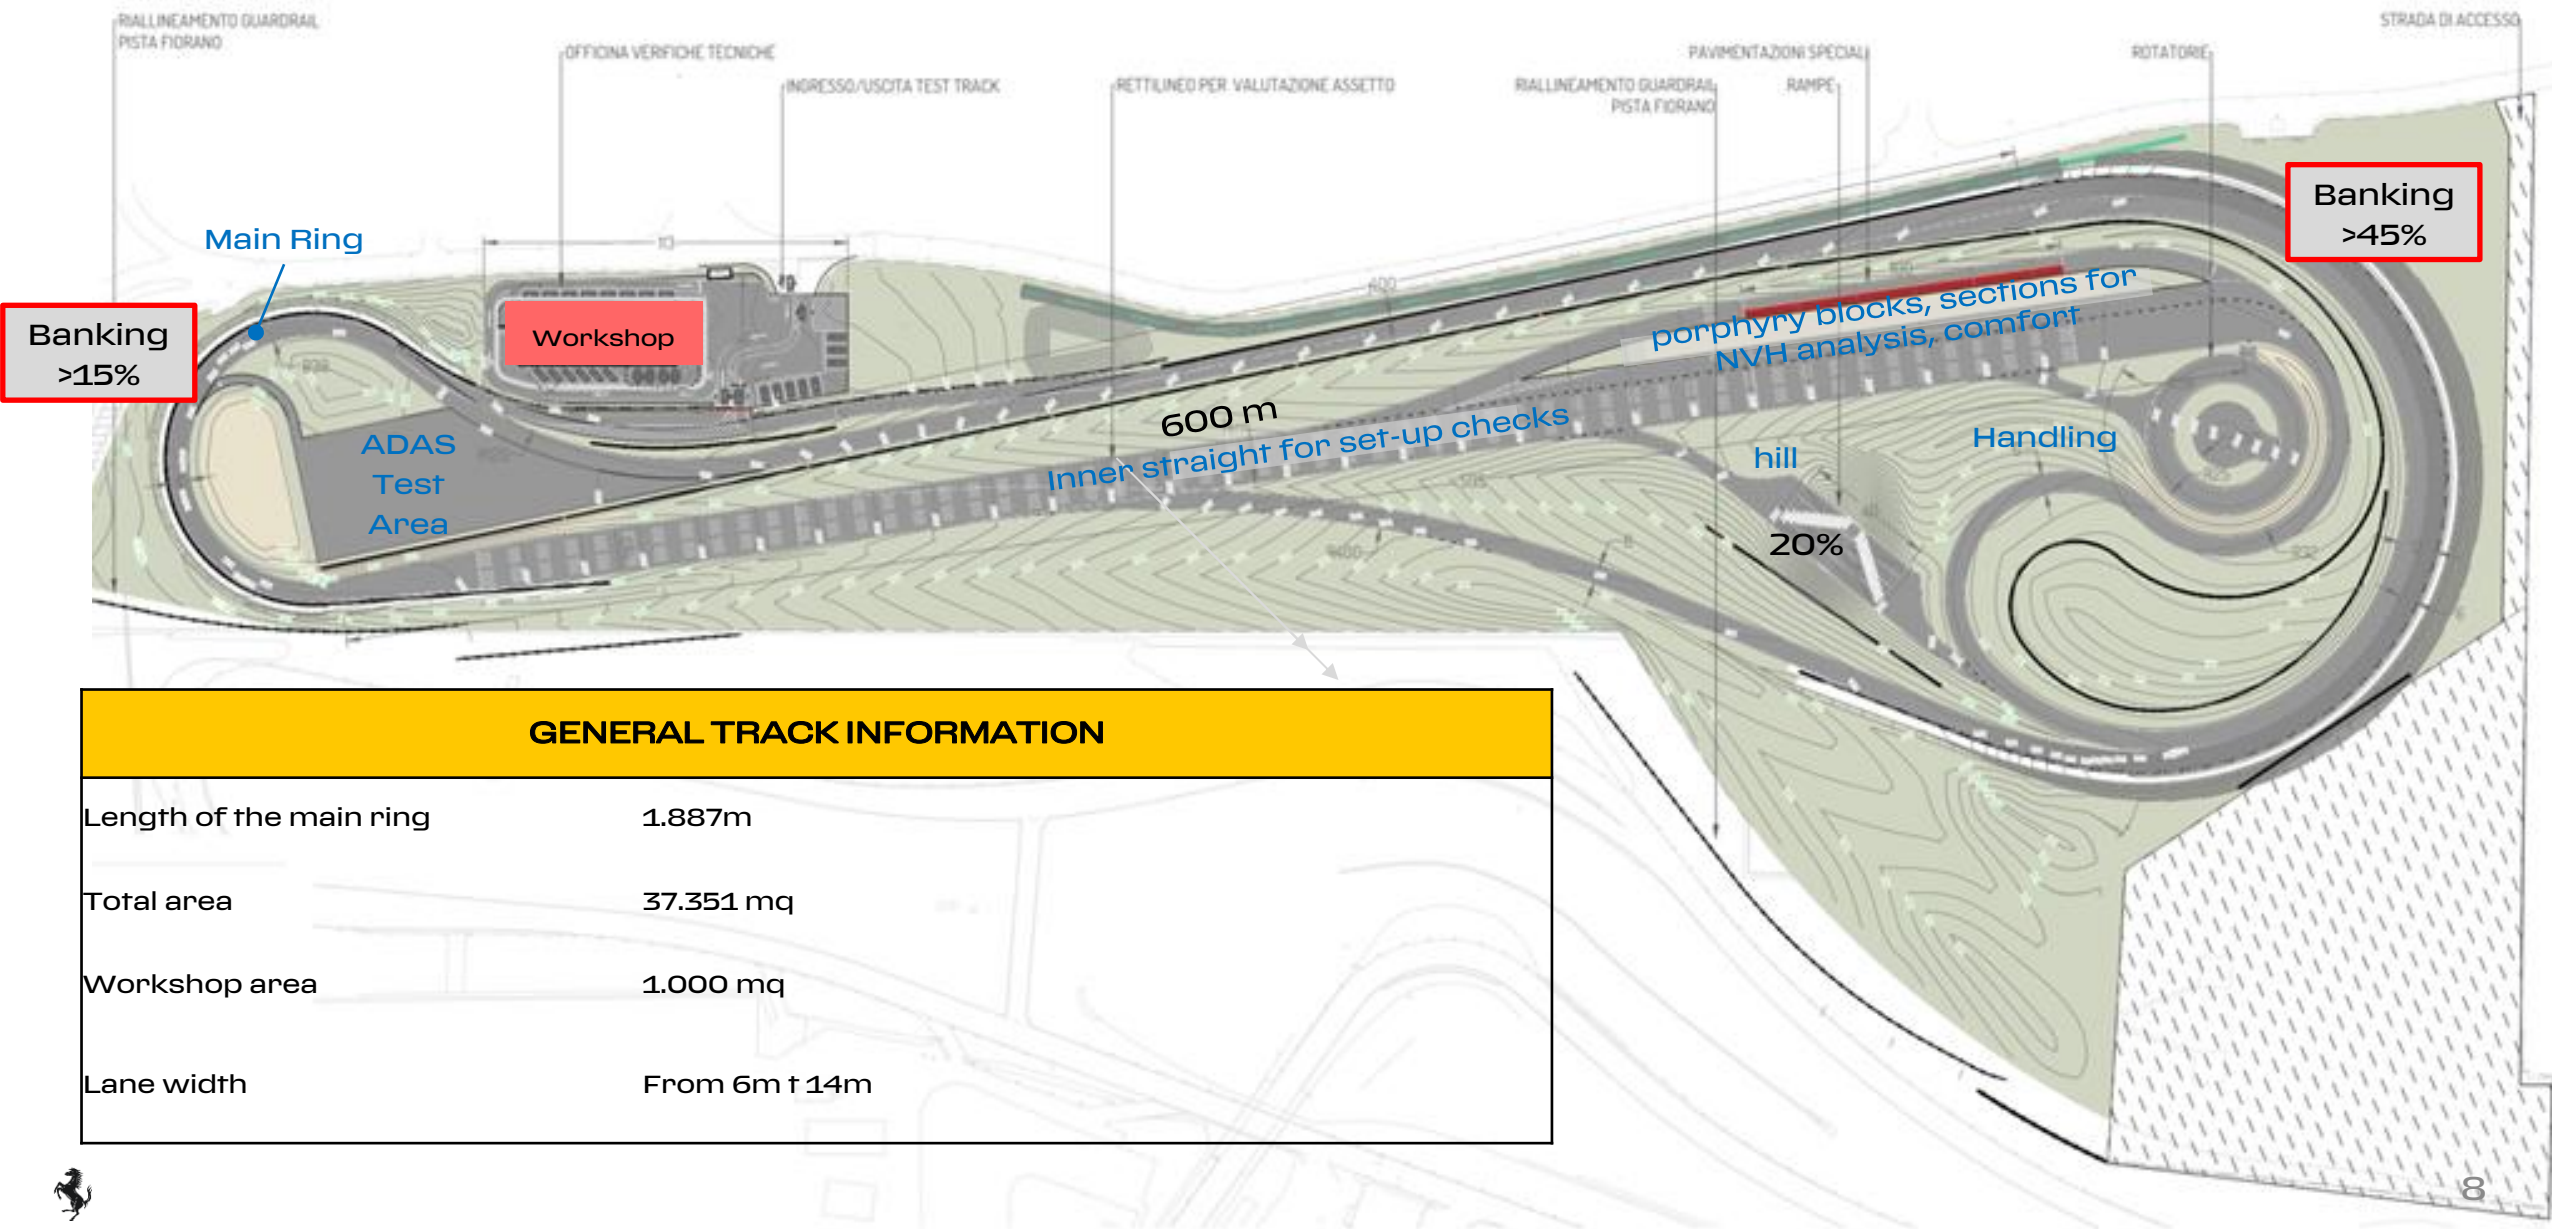 RIALLINEAMENTO GUARDRAIL
PISTA FIORANO
OFFICINA VERIFICHE TECNICHE
INGRESSO/USCITA TEST TRACK
RETTILINEO PER VALUTAZIONE ASSETTO
RIALLINEAMENTO GUARDRAIL
PISTA FIORANO
PAVIMENTAZIONI SPECIALI
RAMPE
ROTATORIE
STRADA DI ACCESSO
Main Ring
Banking
>15%
Workshop
Banking
>45%
400
porphyry blocks, sections for
NVH analysis, comfort
600 m
Inner straight for set-up checks
ADAS
Test
Area
hill
20%
Handling
GENERAL TRACK INFORMATION
Length of the main ring 1.887m
Total area 37.351 mq
Workshop area 1.000 mq
Lane width From 6m t 14m
8